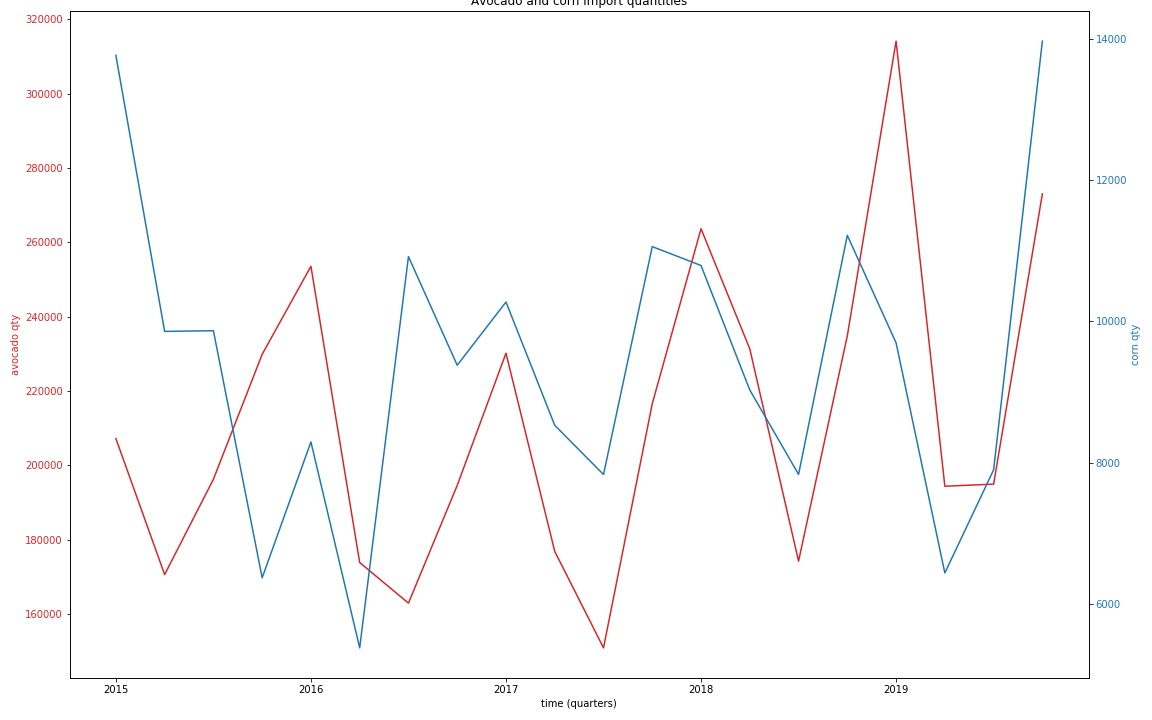 Avocado and corn import quantities
320000
300000
280000
260000
240000
220000
200000
180000
160000
avocado qty
14000
12000
10000
8000
6000
corn qty
2015 2016 2017 2018 2019
time (quarters)